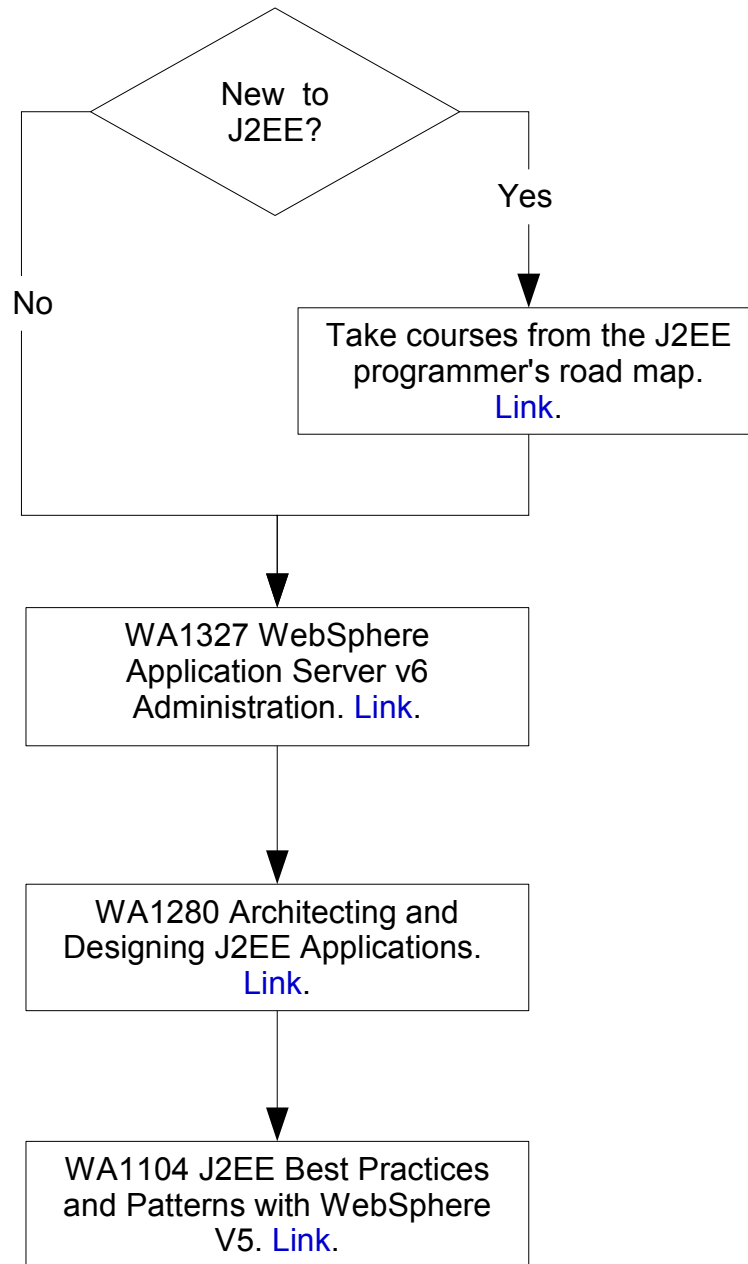 New to
J2EE?
Yes
No
Take courses from the J2EE
programmer's road map.
Link.
WA1327 WebSphere
Application Server v6
Administration. Link.
WA1280 Architecting and
Designing J2EE Applications.
Link.
WA1104 J2EE Best Practices
and Patterns with WebSphere
V5. Link.